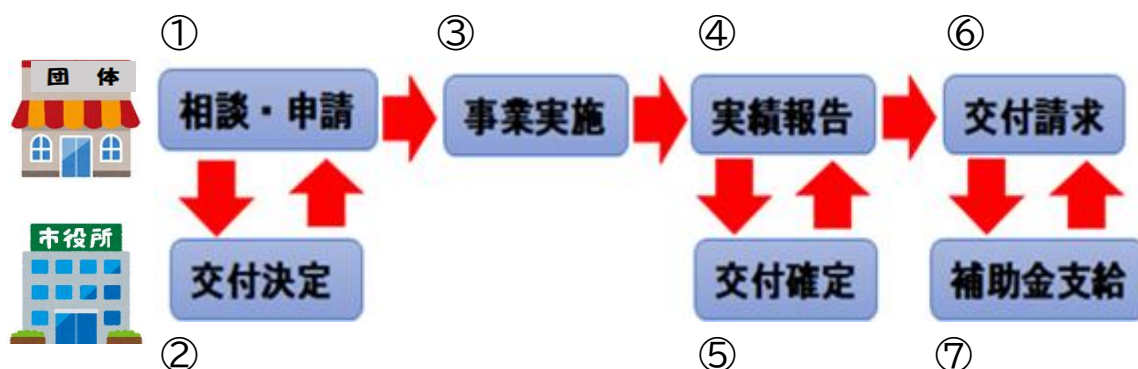 ① ③ ④ ⑥
団 体
相談・申請 事業実施 実績報告 交付請求
市役所
交付決定 交付確定 補助金支給
② ⑤ ⑦